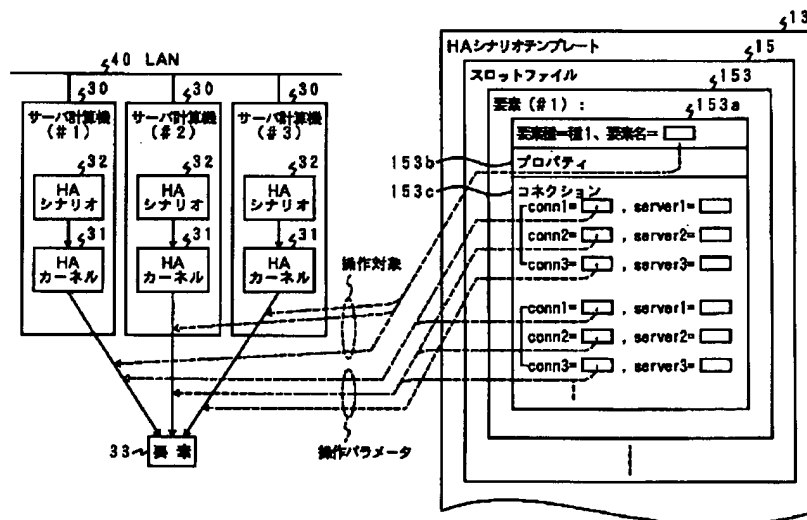 13
HAシナリオテンプレート
15
スロットファイル
153
要素（#1）：
153a
要素種=種1、要素名=
153b
プロパティ
153c
コネクション
conn1= , server1=
conn2= , server2=
conn3= , server3=
conn1= , server1=
conn2= , server2=
conn3= , server3=
40 LAN
30
30
30
サーバ計算機
(#1)
サーバ計算機
(#2)
サーバ計算機
(#3)
32
32
32
HA
シナリオ
HA
シナリオ
HA
シナリオ
31
31
31
HA
カーネル
HA
カーネル
HA
カーネル
操作対象
操作パラメータ
33
要素